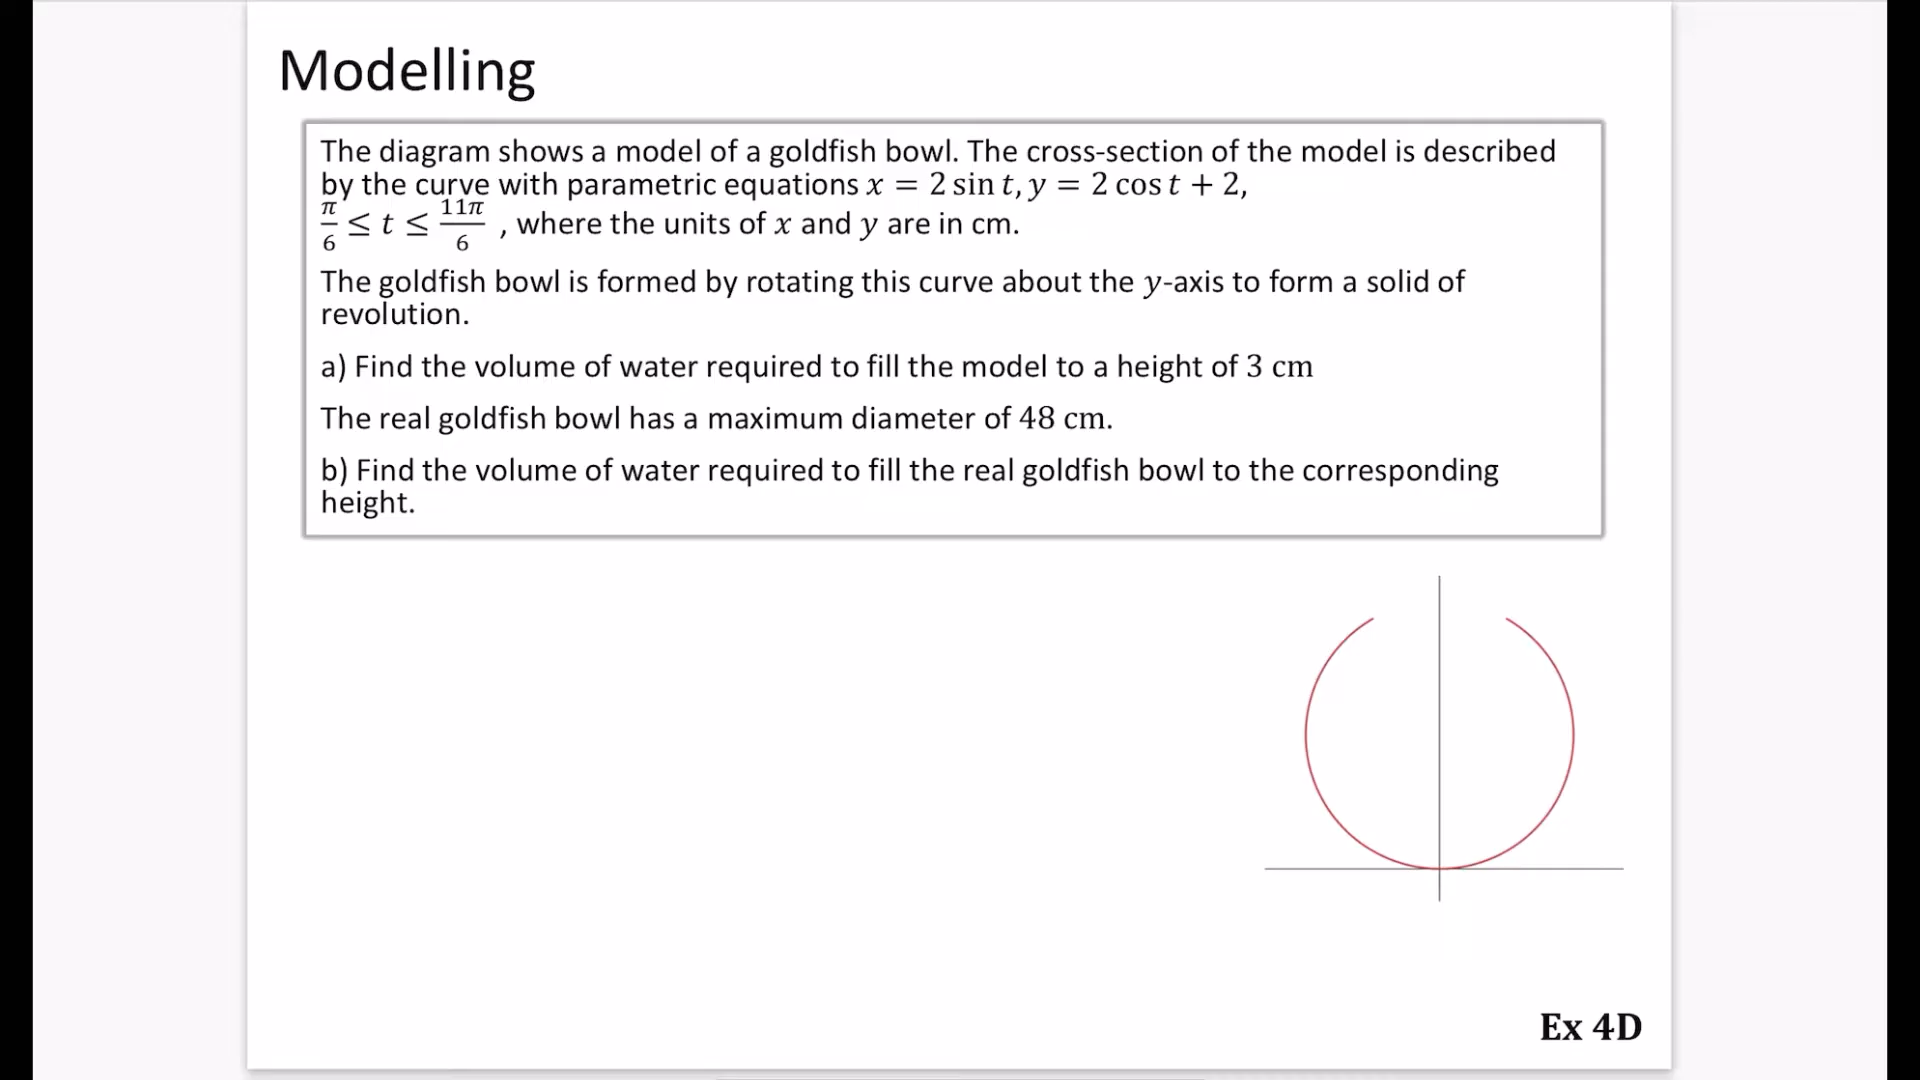 Modelling
The diagram shows a model of a goldfish bowl. The cross-section of the model is described
by the curve with parametric equations x = 2 sin t, y = 2 cos t + 2,
π/6 ≤ t ≤ 11π/6 , where the units of x and y are in cm.
The goldfish bowl is formed by rotating this curve about the y-axis to form a solid of
revolution.
a) Find the volume of water required to fill the model to a height of 3 cm
The real goldfish bowl has a maximum diameter of 48 cm.
b) Find the volume of water required to fill the real goldfish bowl to the corresponding
height.
Ex 4D